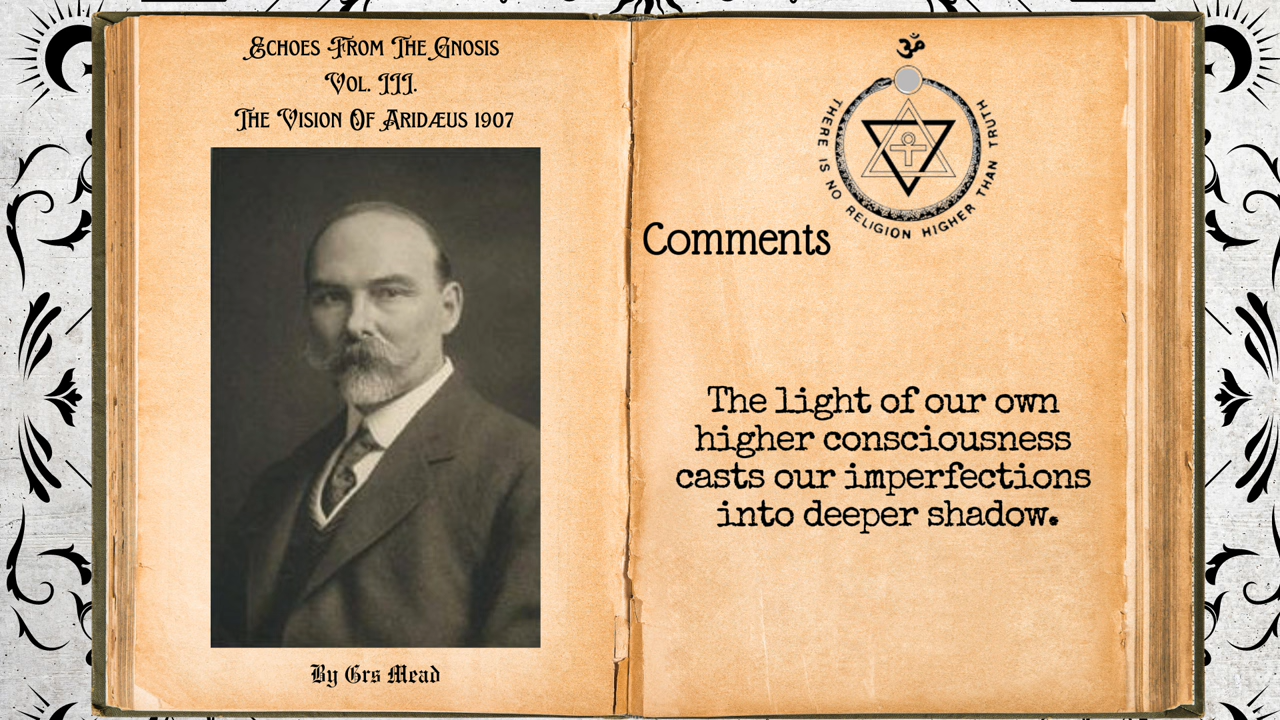 Echoes From The Gnosis
Vol. III.
The Vision Of Aridæus 1907
By Grs Mead
ॐ
THERE IS NO RELIGION HIGHER THAN TRUTH
Comments
The light of our own
higher consciousness
casts our imperfections
into deeper shadow.